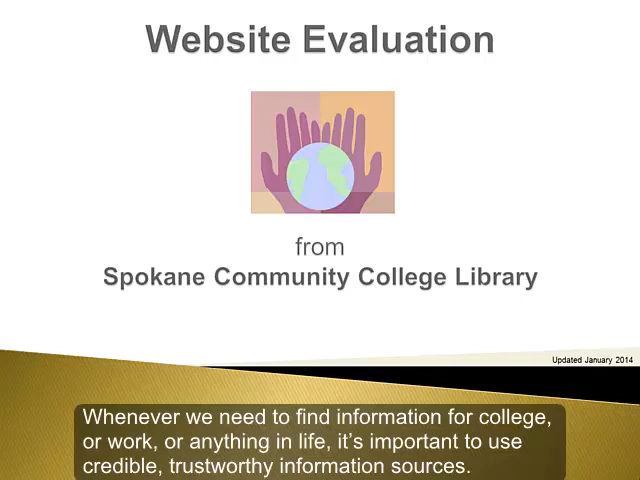 Website Evaluation
from
Spokane Community College Library
Updated January 2014
Whenever we need to find information for college,
or work, or anything in life, it’s important to use
credible, trustworthy information sources.